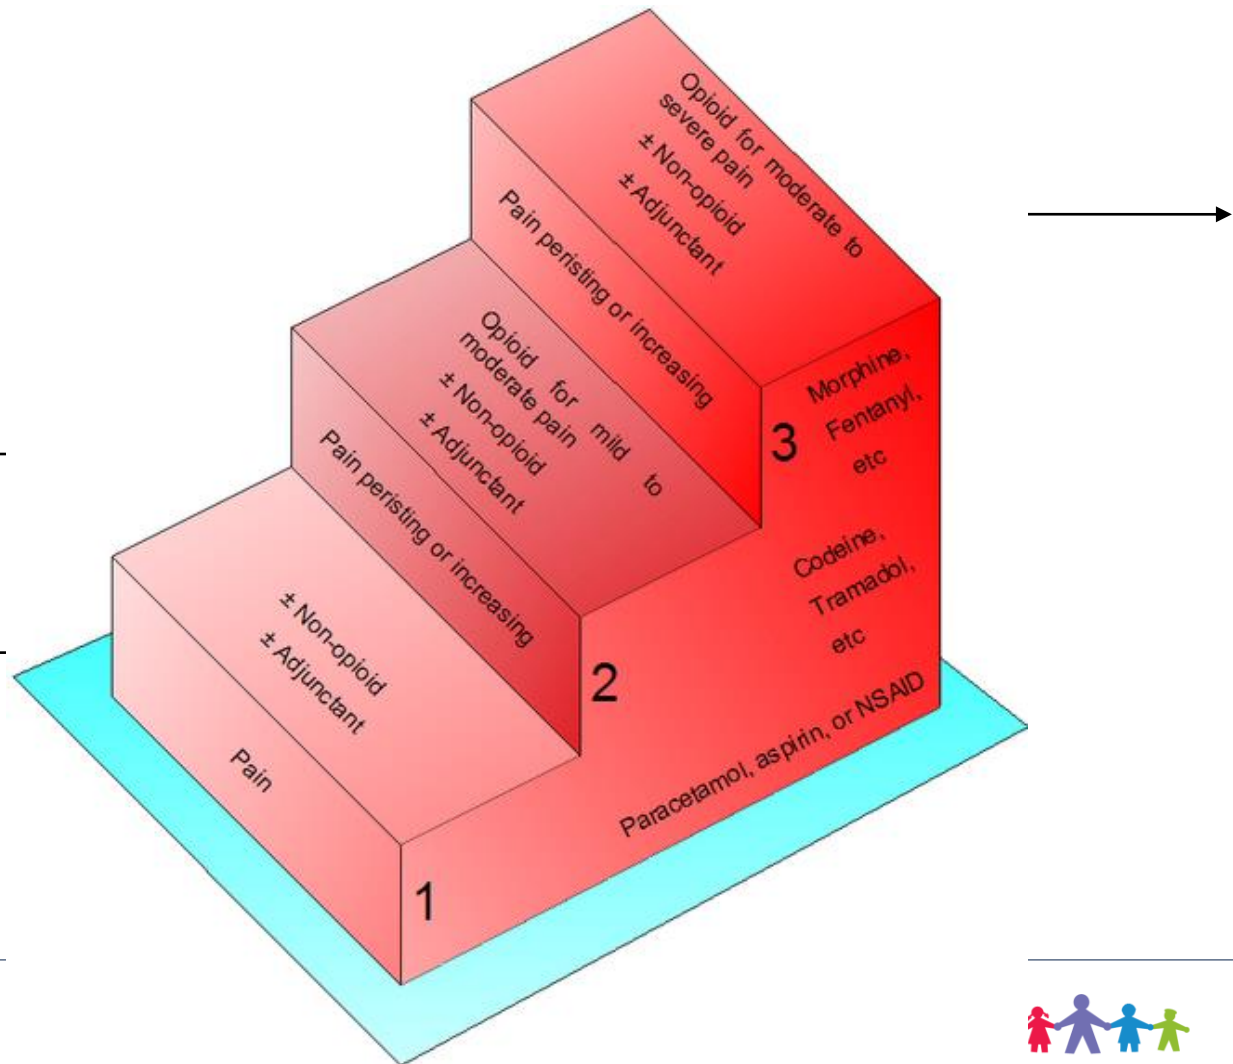 Opioid for moderate to
severe pain
± Non-opioid
± Adjunctant
Pain peristing or increasing
3
Morphine,
Fentanyl,
etc
Opioid for mild to
moderate pain
± Non-opioid
± Adjunctant
Pain peristing or increasing
2
Codeine,
Tramadol,
etc
± Non-opioid
± Adjunctant
Pain
1
Paracetamol, aspirin, or NSAID